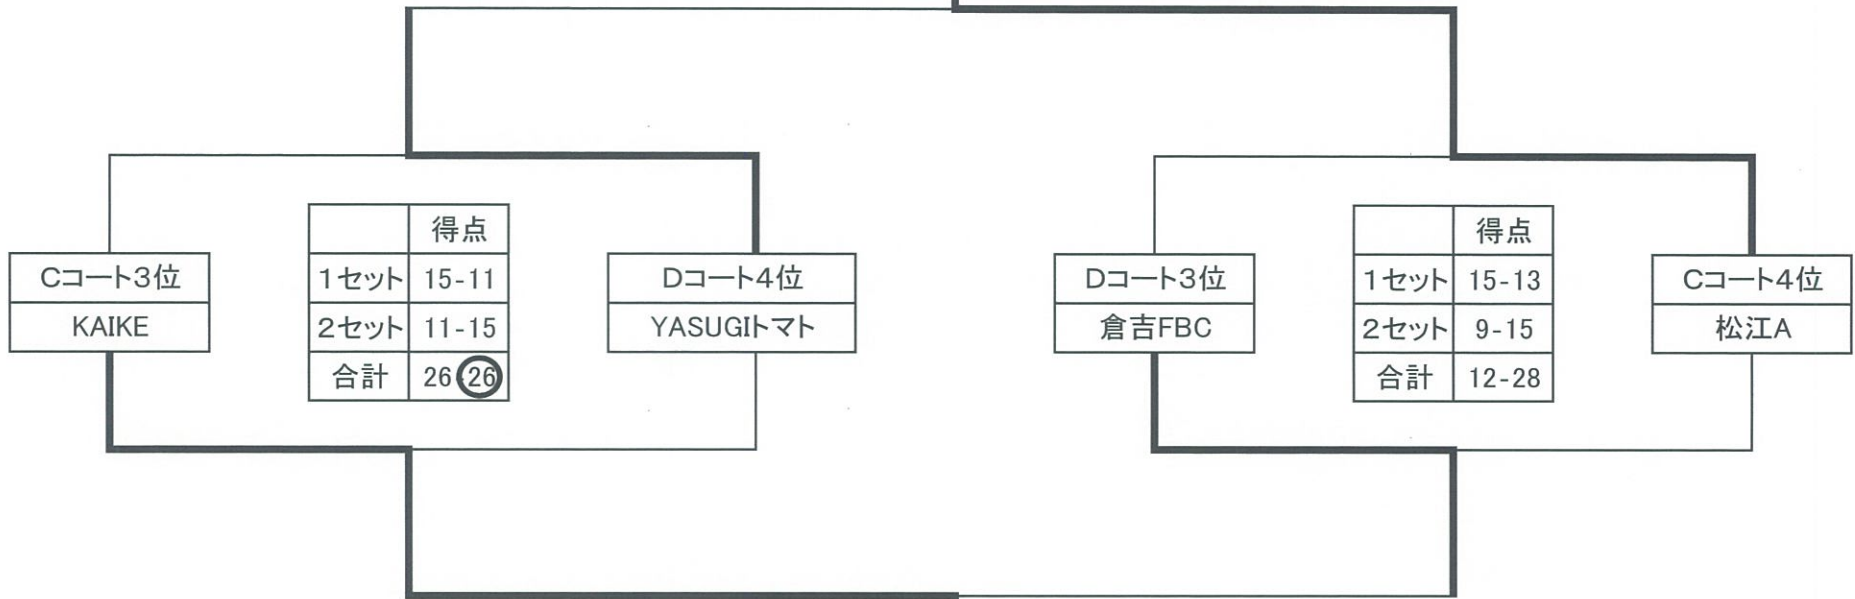 得点
1セット 15-11
2セット 11-15
合計 26-26
Cコート3位
KAIKE
Dコート4位
YASUGIトマト
得点
1セット 15-13
2セット 9-15
合計 12-28
Dコート3位
倉吉FBC
Cコート4位
松江A